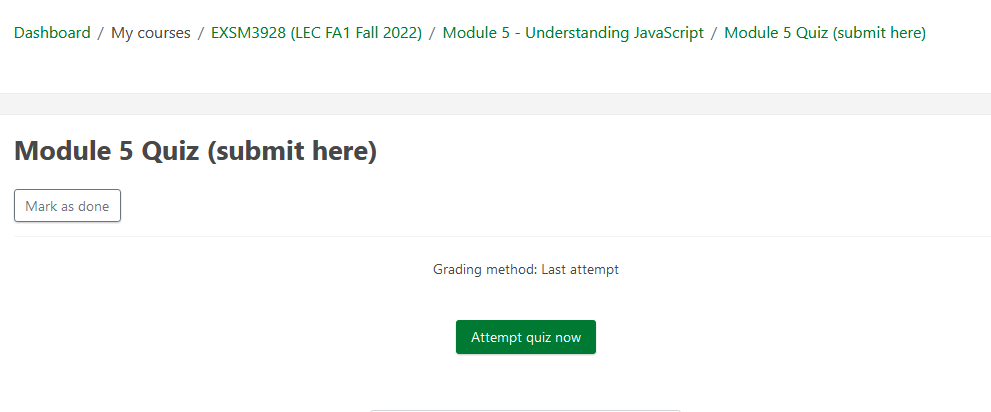 Dashboard / My courses / EXSM3928 (LEC FA1 Fall 2022) / Module 5 - Understanding JavaScript / Module 5 Quiz (submit here)
Module 5 Quiz (submit here)
Mark as done
Grading method: Last attempt
Attempt quiz now